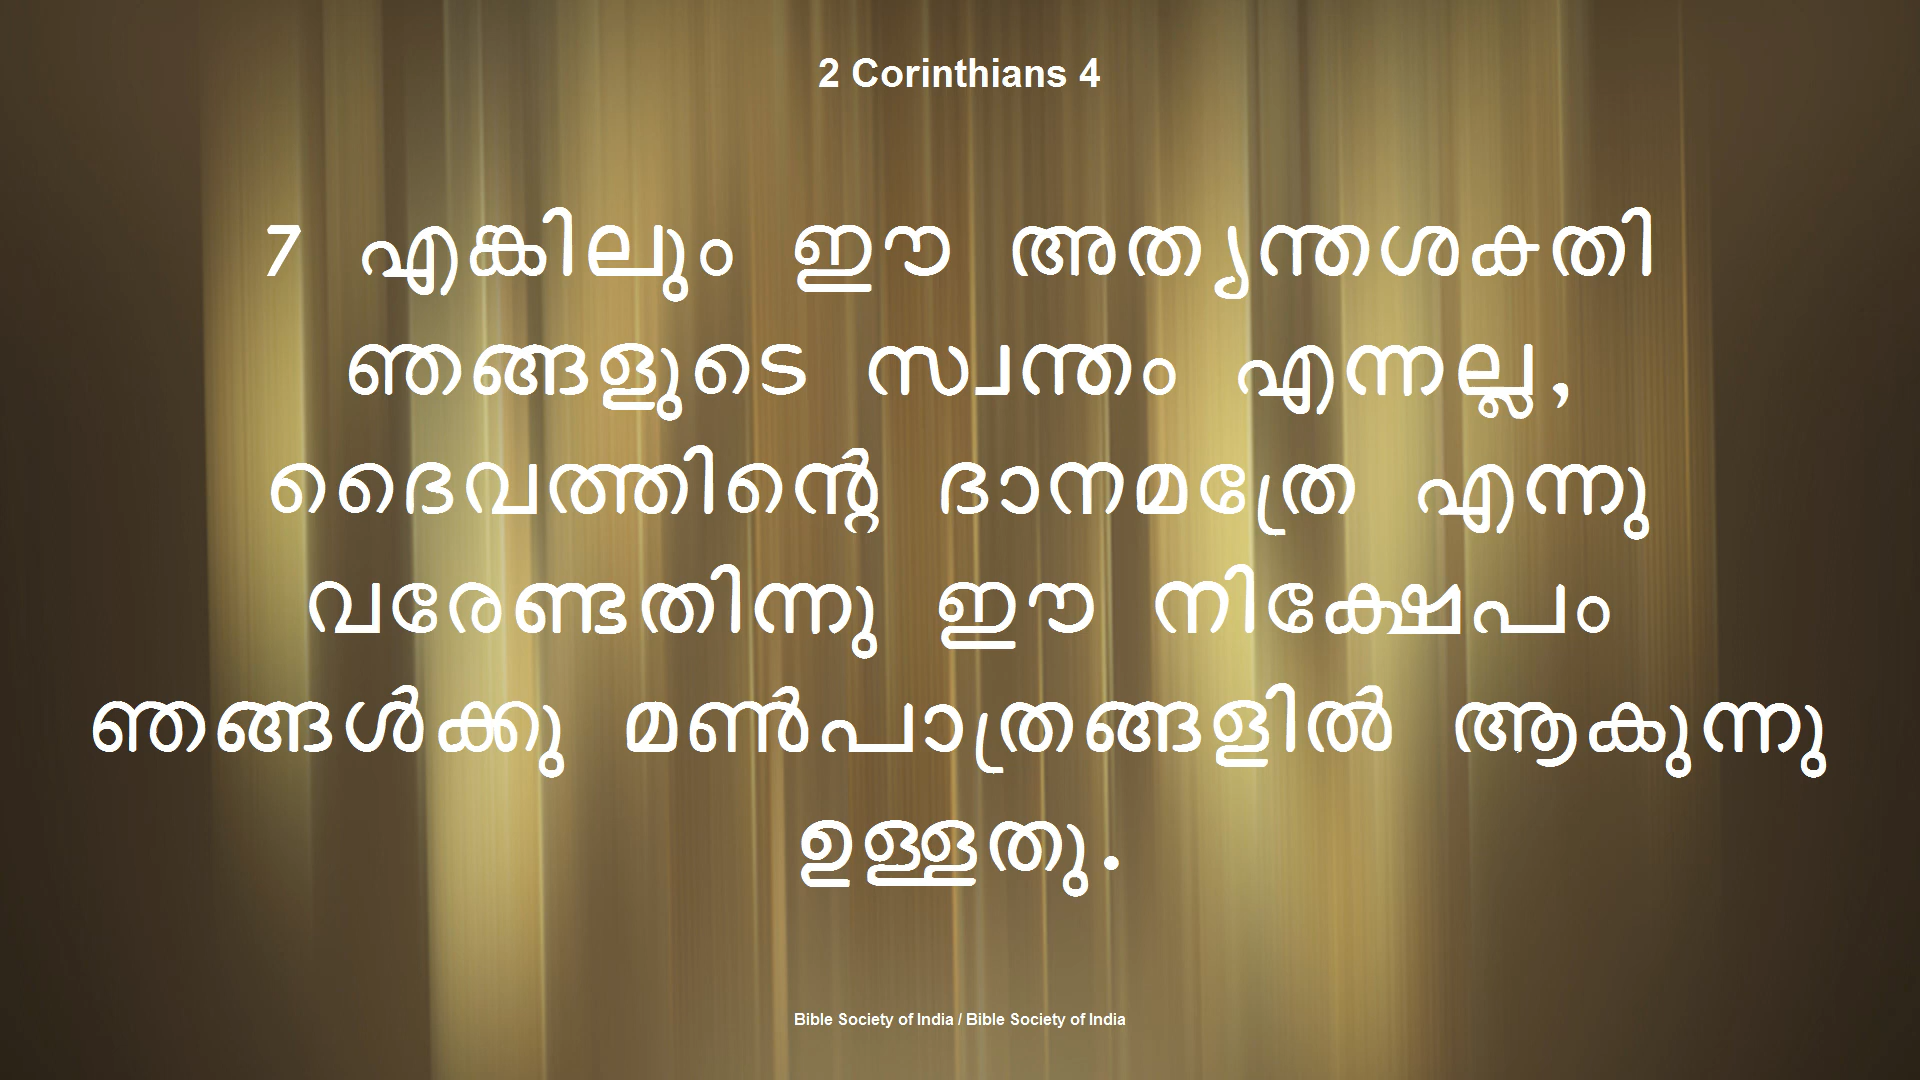 2 Corinthians 4
7 എങ്കിലും ഈ അത്യന്തശക്തി
ഞങ്ങളുടെ സ്വന്തം എന്നല്ല,
ദൈവത്തിന്റെ ദാനമത്രേ എന്നു
വരേണ്ടതിന്നു ഈ നിക്ഷേപം
ഞങ്ങൾക്കു മൺപാത്രങ്ങളിൽ ആകുന്നു
ഉള്ളതു.
Bible Society of India / Bible Society of India